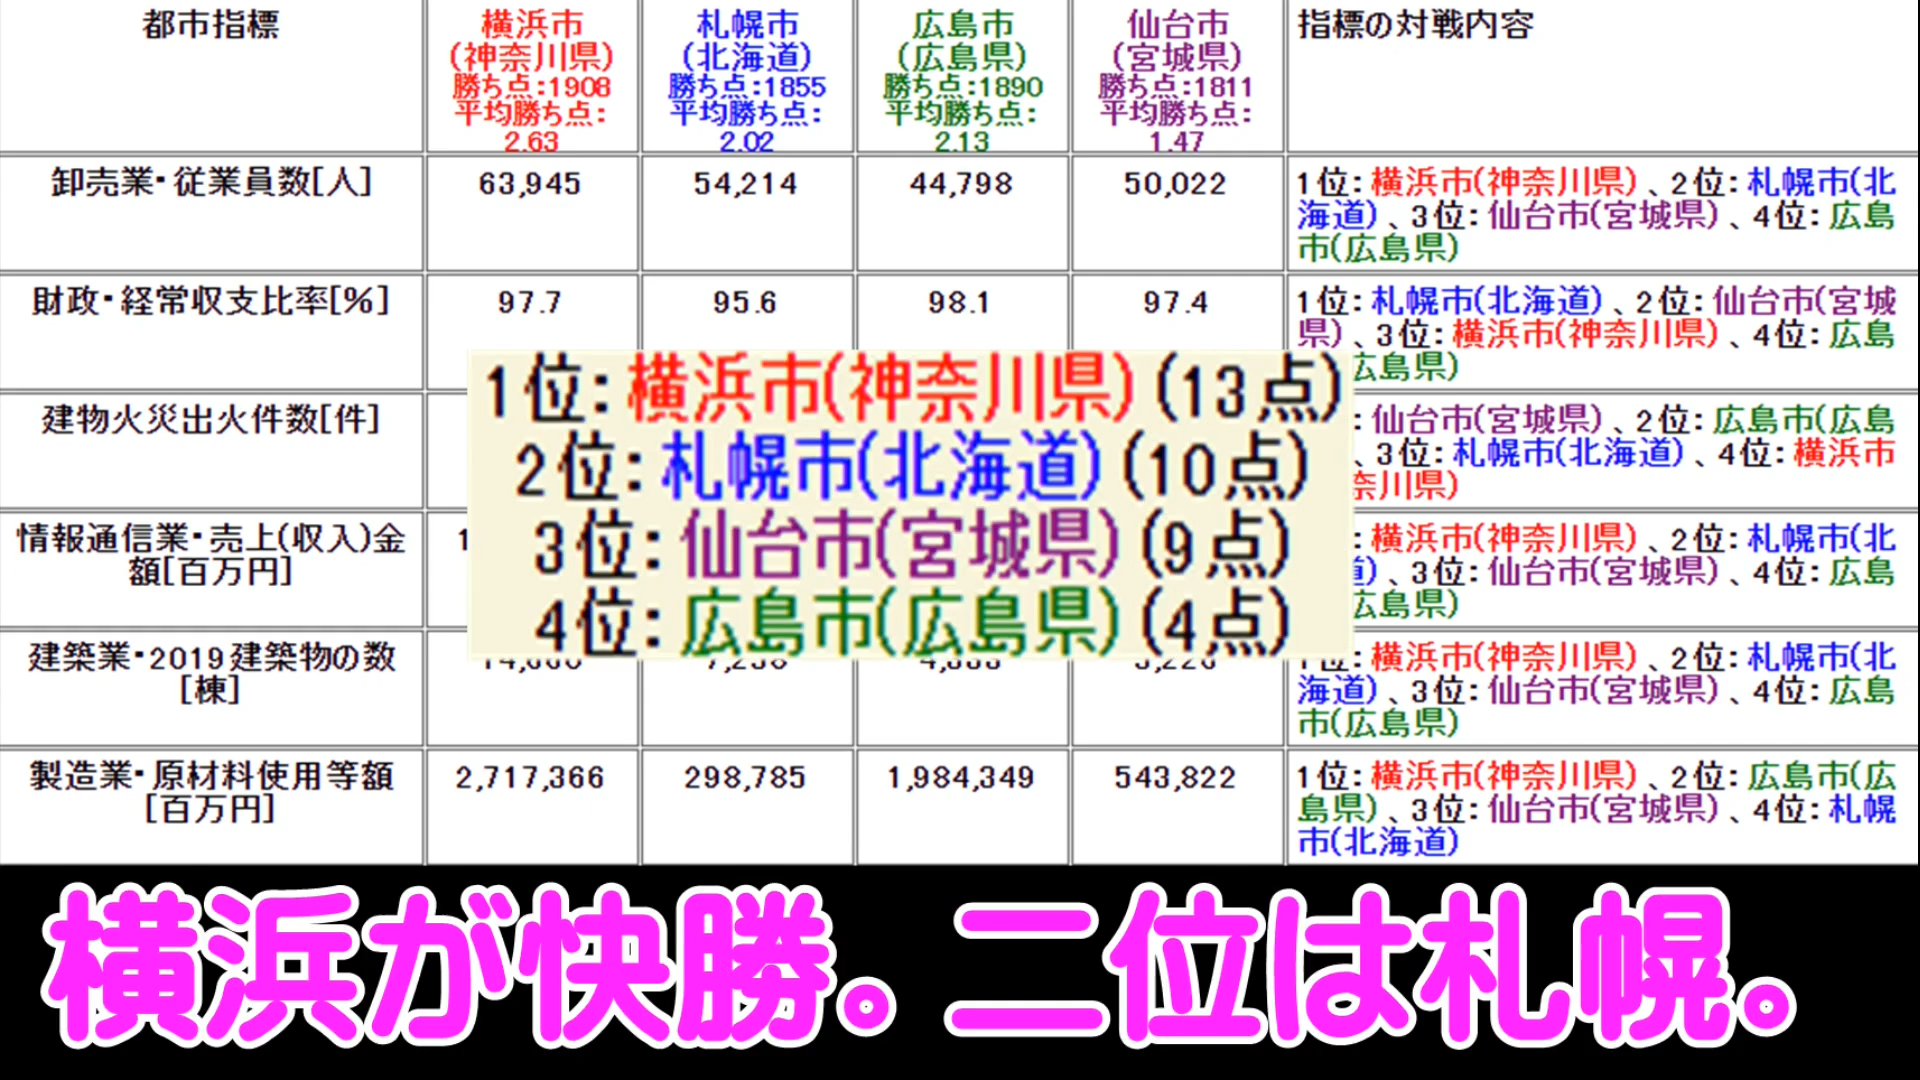 都市指標
横浜市
(神奈川県)
勝ち点:1908
平均勝ち点:
2.63
札幌市
(北海道)
勝ち点:1855
平均勝ち点:
2.02
広島市
(広島県)
勝ち点:1890
平均勝ち点:
2.13
仙台市
(宮城県)
勝ち点:1811
平均勝ち点:
1.47
指標の対戦内容
卸売業・従業員数[人]
63,945
54,214
44,798
50,022
1位:横浜市(神奈川県)、2位:札幌市(北
海道)、3位:仙台市(宮城県)、4位:広島
市(広島県)
財政・経常収支比率[%]
97.7
95.6
98.1
97.4
1位:札幌市(北海道)、2位:仙台市(宮城
県)、3位:横浜市(神奈川県)、4位:広島
広島県)
建物火災出火件数[件]
:仙台市(宮城県)、2位:広島市(広島
、3位:札幌市(北海道)、4位:横浜市
奈川県)
情報通信業・売上(収入)金
額[百万円]
1
:横浜市(神奈川県)、2位:札幌市(北
道)、3位:仙台市(宮城県)、4位:広島
広島県)
建築業・2019建築物の数
[棟]
1位:横浜市(神奈川県)、2位:札幌市(北
海道)、3位:仙台市(宮城県)、4位:広島
市(広島県)
製造業・原材料使用等額
[百万円]
2,717,366
298,785
1,984,349
543,822
1位:横浜市(神奈川県)、2位:広島市(広
島県)、3位:仙台市(宮城県)、4位:札幌
市(北海道)
1位:横浜市(神奈川県)(13点)
2位:札幌市(北海道)(10点)
3位:仙台市(宮城県)(9点)
4位:広島市(広島県)(4点)
横浜が快勝。二位は札幌。